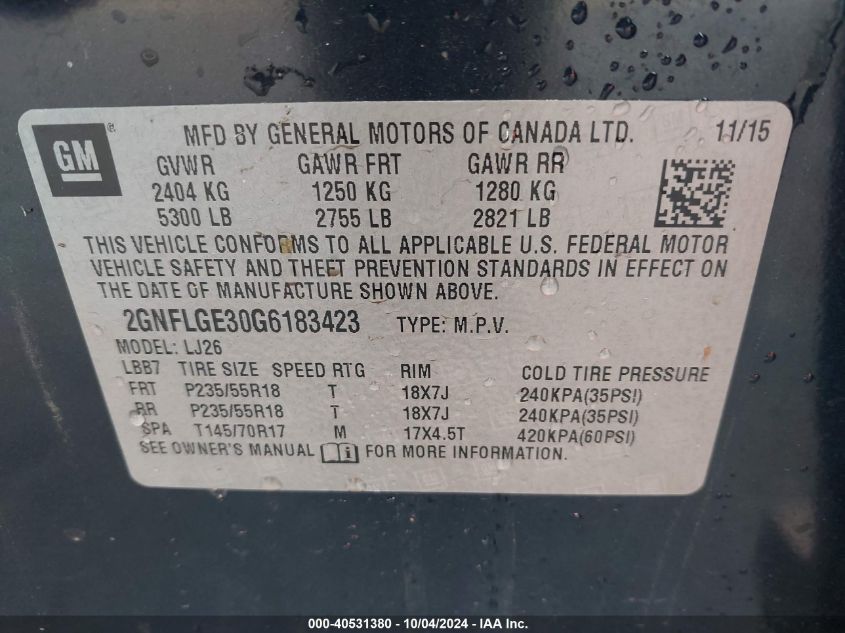 GM ® MFD BY GENERAL MOTORS OF CANADA LTD. 11/15
GVWR GAWR FRT GAWR RR
2404 KG 1250 KG 1280 KG
5300 LB 2755 LB 2821 LB
THIS VEHICLE CONFORMS TO ALL APPLICABLE U.S. FEDERAL MOTOR
VEHICLE SAFETY AND THEFT PREVENTION STANDARDS IN EFFECT ON
THE DATE OF MANUFACTURE SHOWN ABOVE.
2GNFLGE30G6183423 TYPE: M.P.V.
MODEL: LJ26
LBB7 TIRE SIZE SPEED RTG RIM COLD TIRE PRESSURE
FRT P235/55R18 T 18X7J 240KPA(35PSI)
RR P235/55R18 T 18X7J 240KPA(35PSI)
SPA T145/70R17 M 17X4.5T 420KPA(60PSI)
SEE OWNER'S MANUAL i FOR MORE INFORMATION.
000-40531380 - 10/04/2024 - IAA Inc.